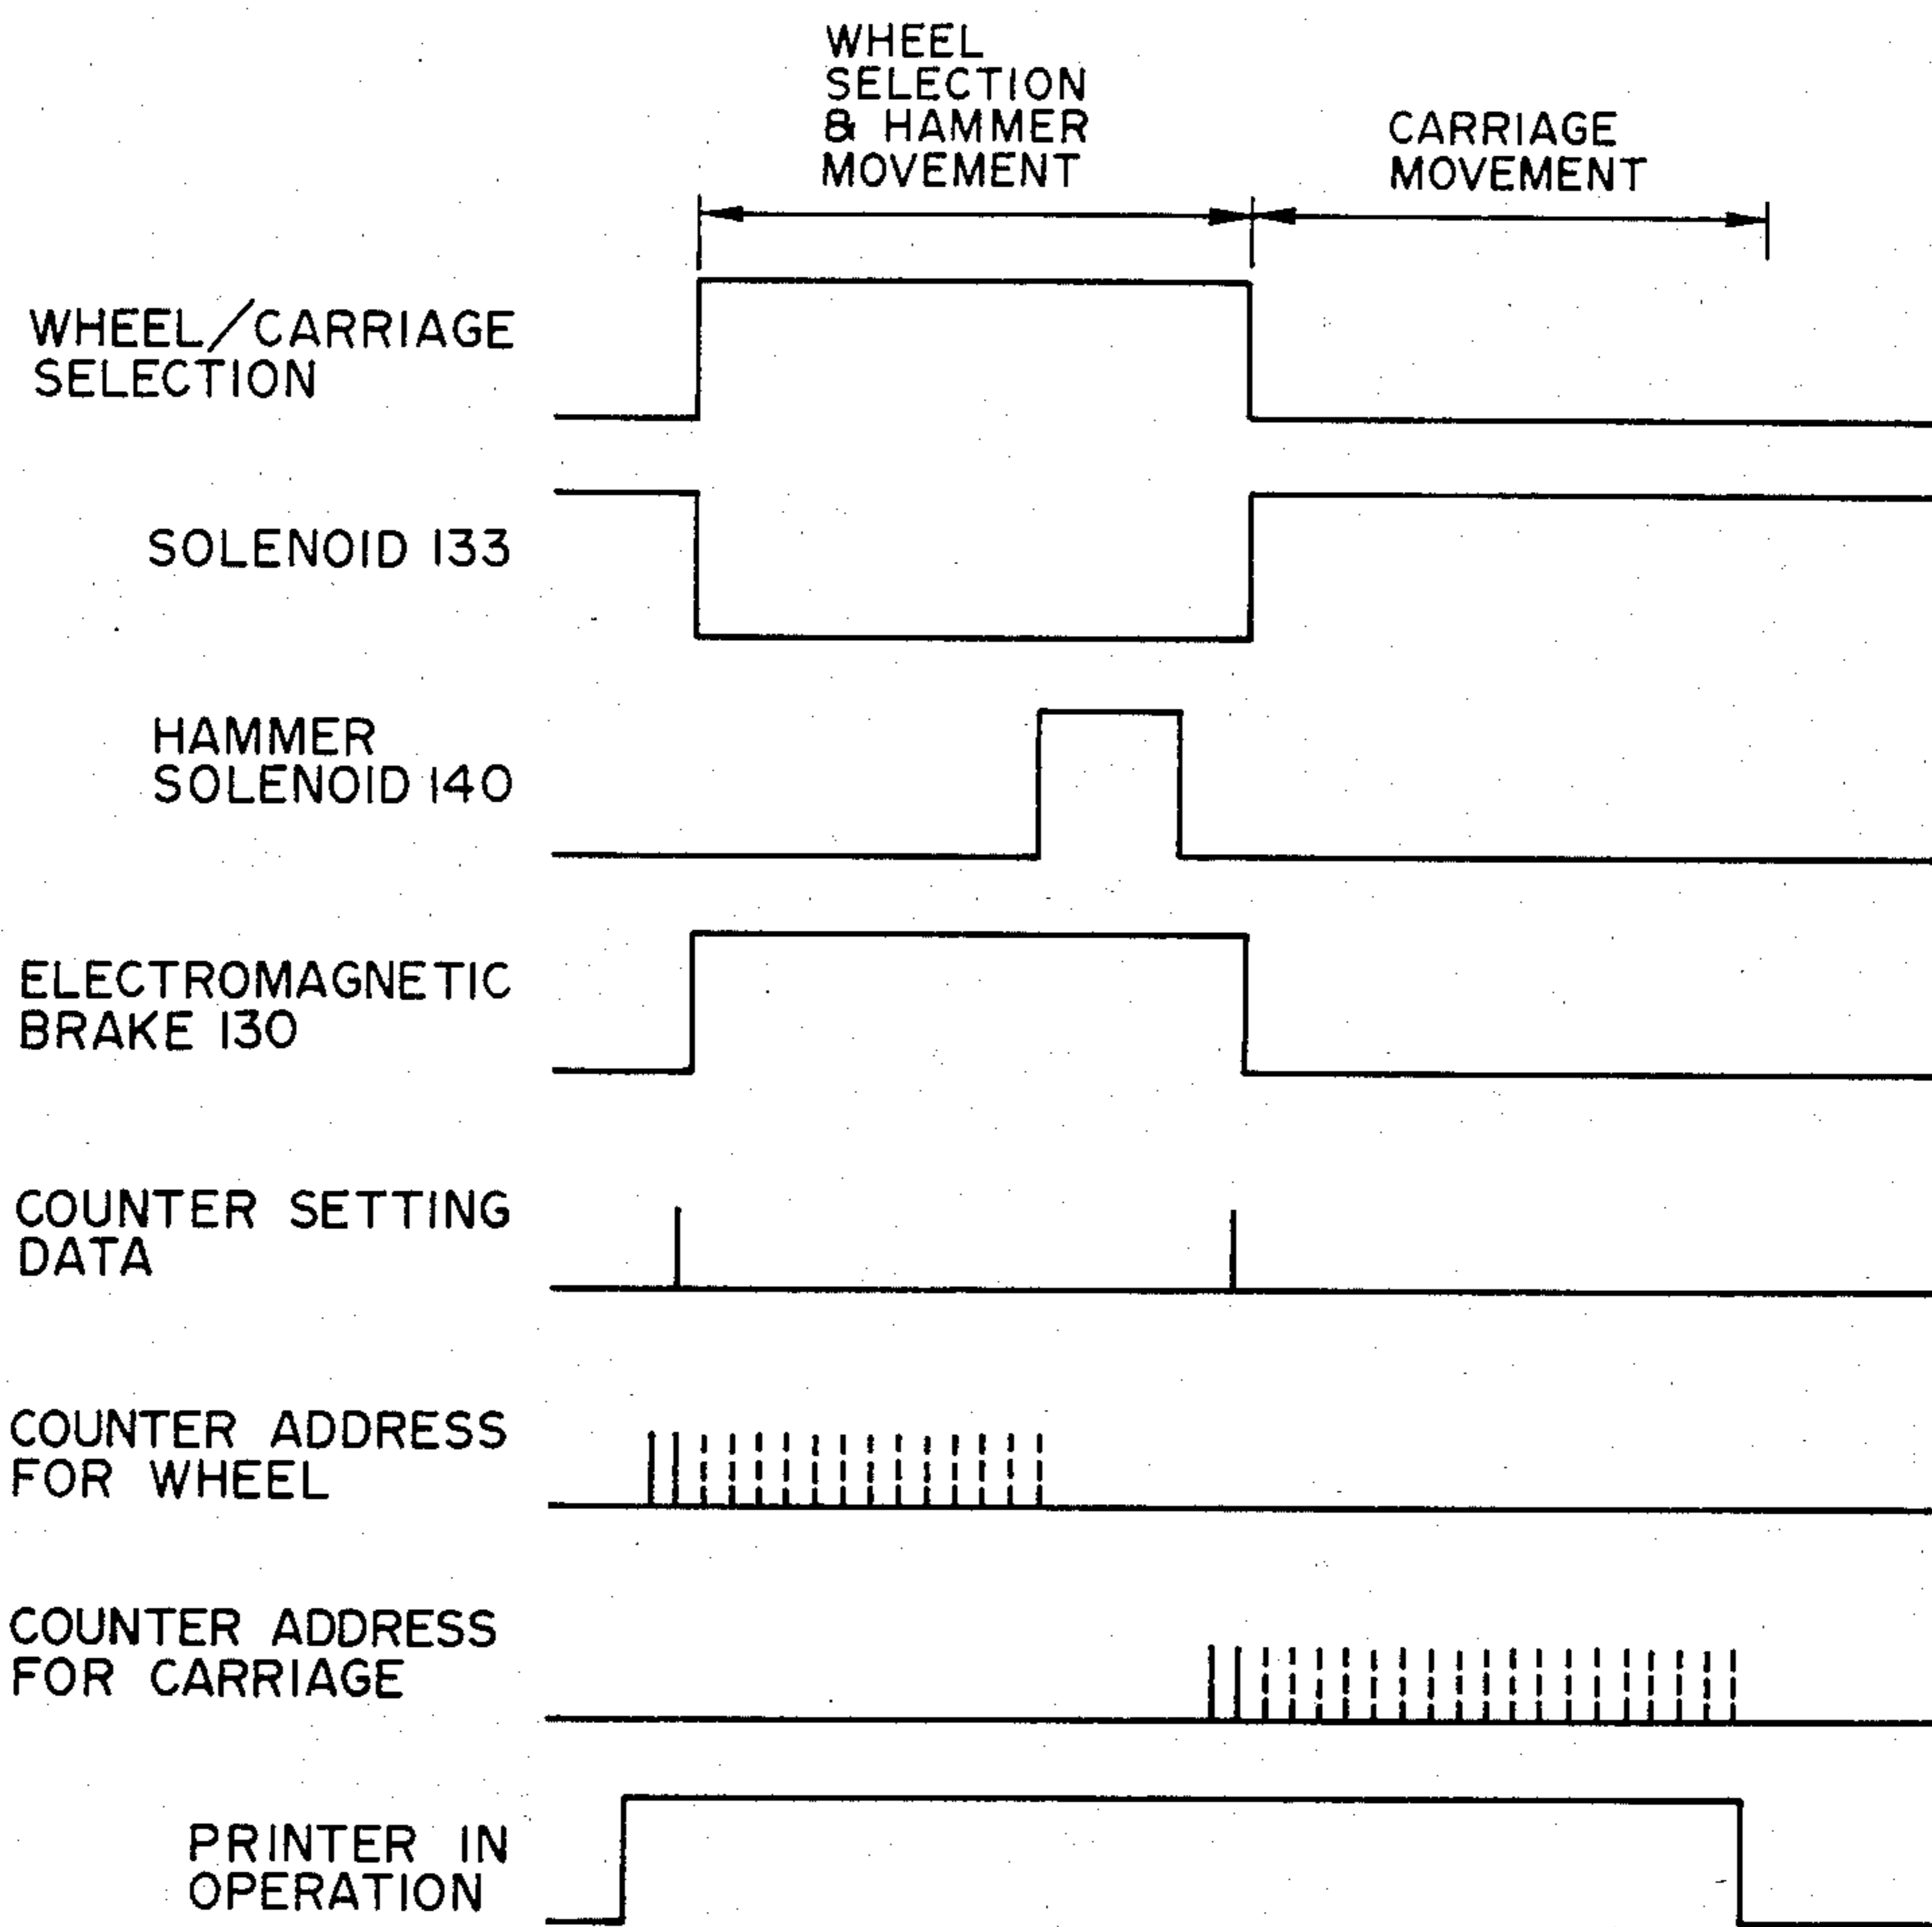 WHEEL
SELECTION
& HAMMER
MOVEMENT
CARRIAGE
MOVEMENT
WHEEL/CARRIAGE
SELECTION
SOLENOID 133
HAMMER
SOLENOID 140
ELECTROMAGNETIC
BRAKE 130
COUNTER SETTING
DATA
COUNTER ADDRESS
FOR WHEEL
COUNTER ADDRESS
FOR CARRIAGE
PRINTER IN
OPERATION